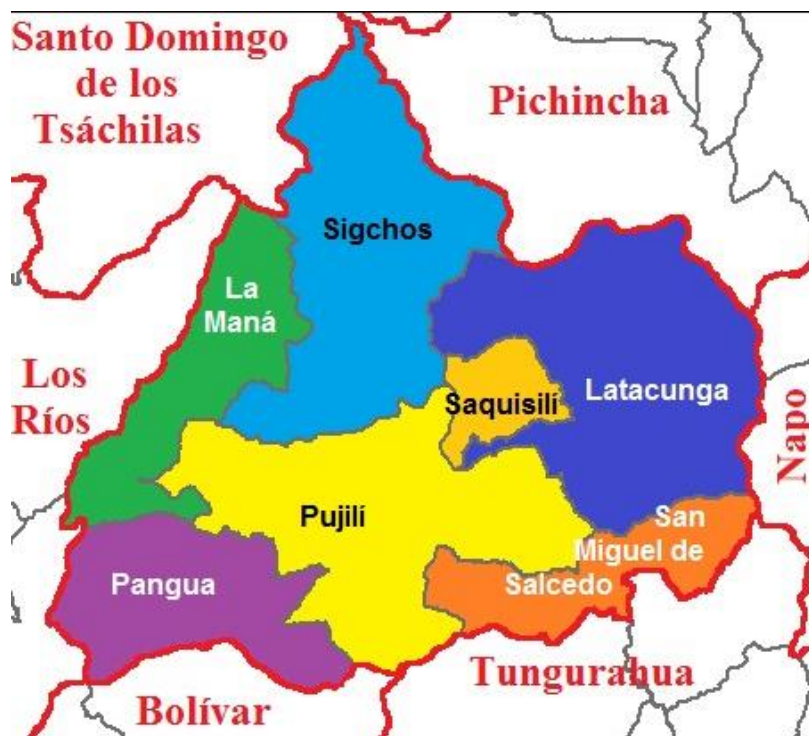 Santo Domingo
de los
Tsáchilas
Pichincha
Sigchos
La
Maná
Los
Ríos
Saquisilí
Latacunga
Napo
Pujilí
San
Miguel de
Salcedo
Pangua
Tungurahua
Bolívar